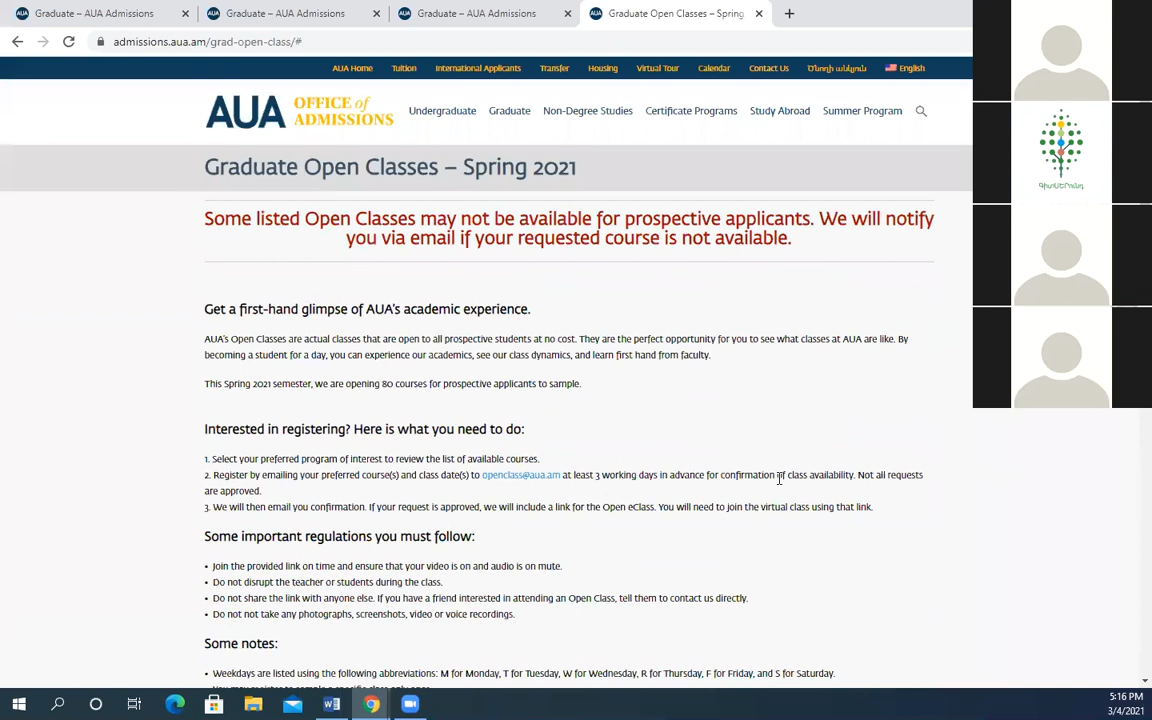 Graduate – AUA Admissions
Graduate – AUA Admissions
Graduate – AUA Admissions
Graduate Open Classes – Spring
admissions.aua.am/grad-open-class/#
AUA Home Tuition International Applicants Transfer Housing Virtual Tour Calendar Contact Us Ծնողի անկյուն English
AUA OFFICE of ADMISSIONS
Undergraduate Graduate Non-Degree Studies Certificate Programs Study Abroad Summer Program
Graduate Open Classes – Spring 2021
Some listed Open Classes may not be available for prospective applicants. We will notify
you via email if your requested course is not available.
Get a first-hand glimpse of AUA's academic experience.
AUA's Open Classes are actual classes that are open to all prospective students at no cost. They are the perfect opportunity for you to see what classes at AUA are like. By
becoming a student for a day, you can experience our academics, see our class dynamics, and learn first hand from faculty.
This Spring 2021 semester, we are opening 80 courses for prospective applicants to sample.
Interested in registering? Here is what you need to do:
1. Select your preferred program of interest to review the list of available courses.
2. Register by emailing your preferred course(s) and class date(s) to openclass@aua.am at least 3 working days in advance for confirmation of class availability. Not all requests
are approved.
3. We will then email you confirmation. If your request is approved, we will include a link for the Open eClass. You will need to join the virtual class using that link.
Some important regulations you must follow:
• Join the provided link on time and ensure that your video is on and audio is on mute.
• Do not disrupt the teacher or students during the class.
• Do not share the link with anyone else. If you have a friend interested in attending an Open Class, tell them to contact us directly.
• Do not not take any photographs, screenshots, video or voice recordings.
Some notes:
• Weekdays are listed using the following abbreviations: M for Monday, T for Tuesday, W for Wednesday, R for Thursday, F for Friday, and S for Saturday.
ԳիտՍԵՐունդ
5:16 PM
3/4/2021